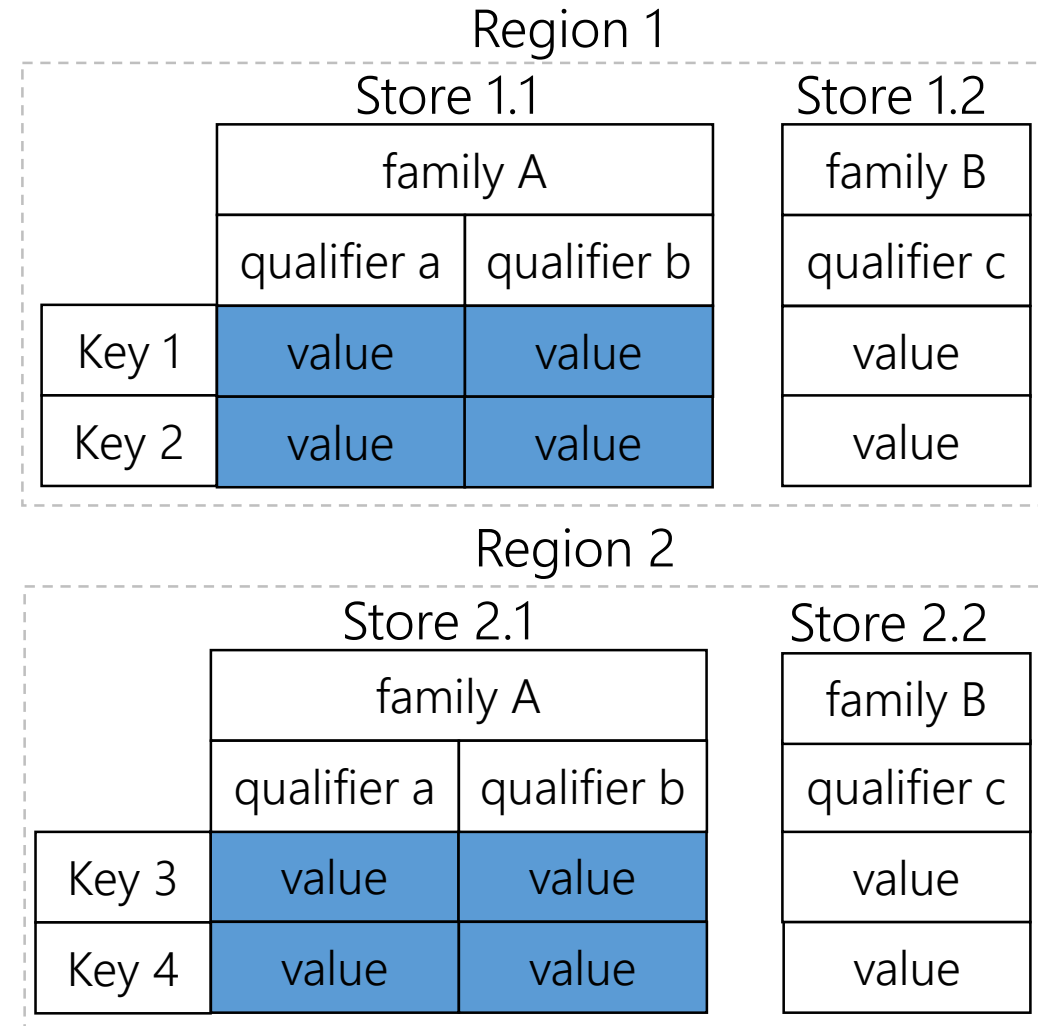 Region 1
Store 1.1 Store 1.2
family A family B
qualifier a qualifier b qualifier c
Key 1 value value value
Key 2 value value value
Region 2
Store 2.1 Store 2.2
family A family B
qualifier a qualifier b qualifier c
Key 3 value value value
Key 4 value value value